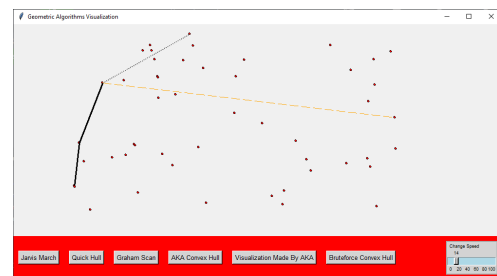 Geometric Algorithms Visualization
Janis March Quick Hull Graham Scan AKA Convex Hull Visualization Made By AKA Bruteforce Convex Hull
Change Speed
14
0 20 40 60 80 100